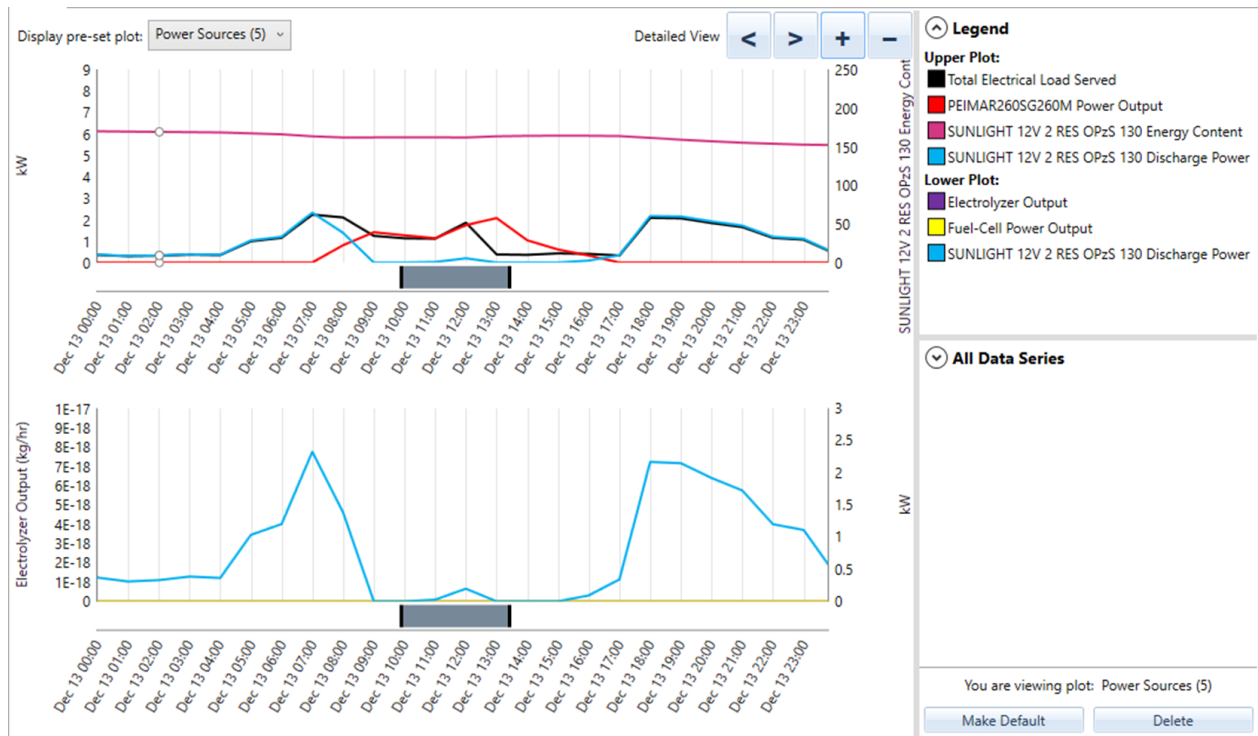 Display pre-set plot: Power Sources (5)
Detailed View < > + −
9
8
7
6
5
4
3
2
1
0
kW
250
200
150
100
50
0
SUNLIGHT 12V 2 RES OPzS 130 Energy Cont
Dec 13 00:00
Dec 13 01:00
Dec 13 02:00
Dec 13 03:00
Dec 13 04:00
Dec 13 05:00
Dec 13 06:00
Dec 13 07:00
Dec 13 08:00
Dec 13 09:00
Dec 13 10:00
Dec 13 11:00
Dec 13 12:00
Dec 13 13:00
Dec 13 14:00
Dec 13 15:00
Dec 13 16:00
Dec 13 17:00
Dec 13 18:00
Dec 13 19:00
Dec 13 20:00
Dec 13 21:00
Dec 13 22:00
Dec 13 23:00
1E-17
9E-18
8E-18
7E-18
6E-18
5E-18
4E-18
3E-18
2E-18
1E-18
0
Electrolyzer Output (kg/hr)
3
2.5
2
1.5
1
0.5
0
kW
Dec 13 00:00
Dec 13 01:00
Dec 13 02:00
Dec 13 03:00
Dec 13 04:00
Dec 13 05:00
Dec 13 06:00
Dec 13 07:00
Dec 13 08:00
Dec 13 09:00
Dec 13 10:00
Dec 13 11:00
Dec 13 12:00
Dec 13 13:00
Dec 13 14:00
Dec 13 15:00
Dec 13 16:00
Dec 13 17:00
Dec 13 18:00
Dec 13 19:00
Dec 13 20:00
Dec 13 21:00
Dec 13 22:00
Dec 13 23:00
Legend
Upper Plot:
Total Electrical Load Served
PEIMAR260SG260M Power Output
SUNLIGHT 12V 2 RES OPzS 130 Energy Content
SUNLIGHT 12V 2 RES OPzS 130 Discharge Power
Lower Plot:
Electrolyzer Output
Fuel-Cell Power Output
SUNLIGHT 12V 2 RES OPzS 130 Discharge Power
All Data Series
You are viewing plot: Power Sources (5)
Make Default
Delete